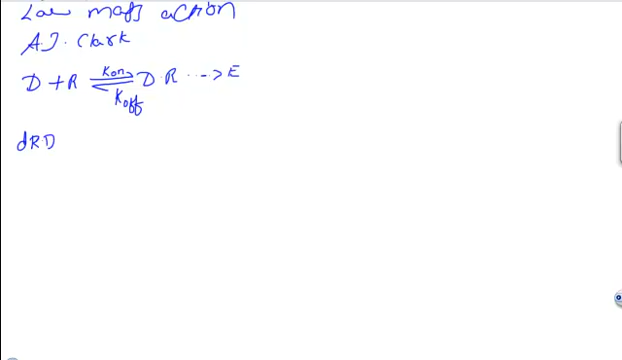 Law mass action
A.J. Clark
D + R ⇌ D·R ---> E
Kon
Koff
dRD